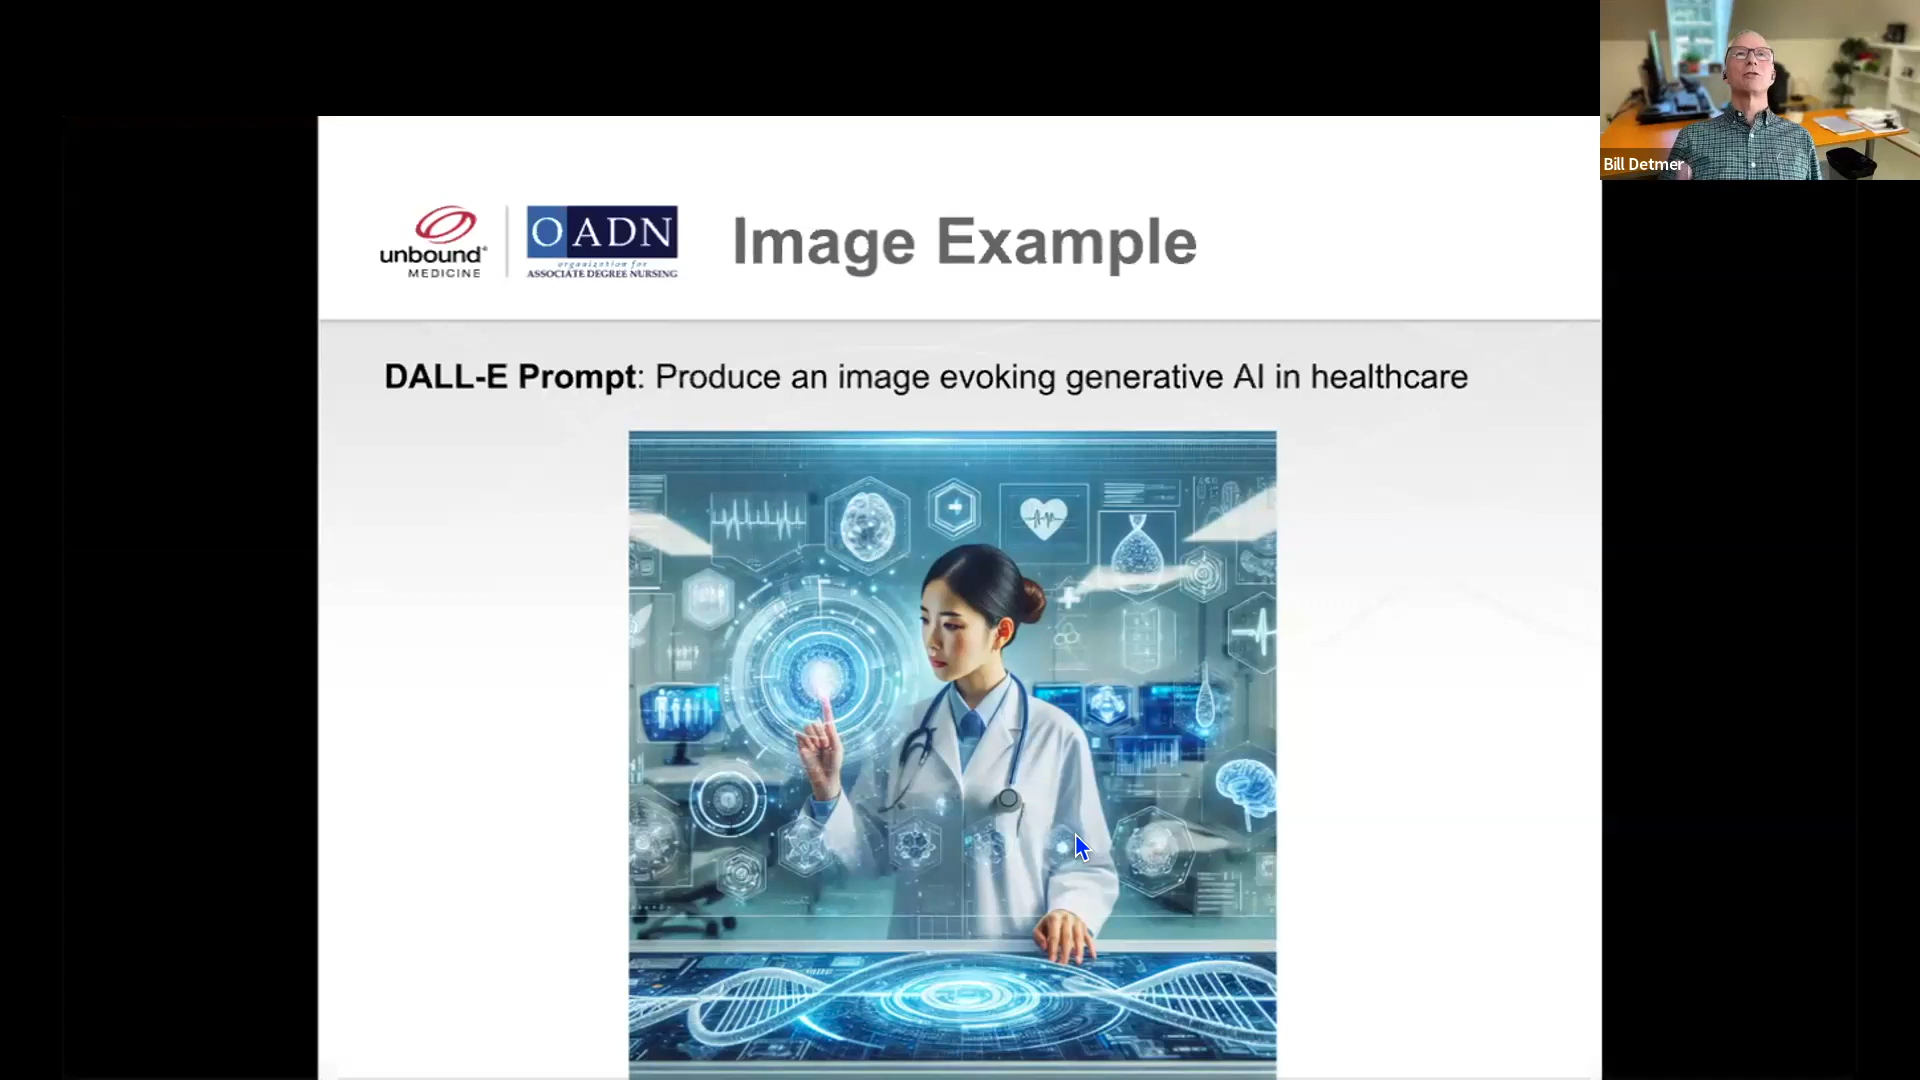 Bill Detmer
unbound®
MEDICINE
OADN
organization for
ASSOCIATE DEGREE NURSING
Image Example
DALL-E Prompt: Produce an image evoking generative AI in healthcare